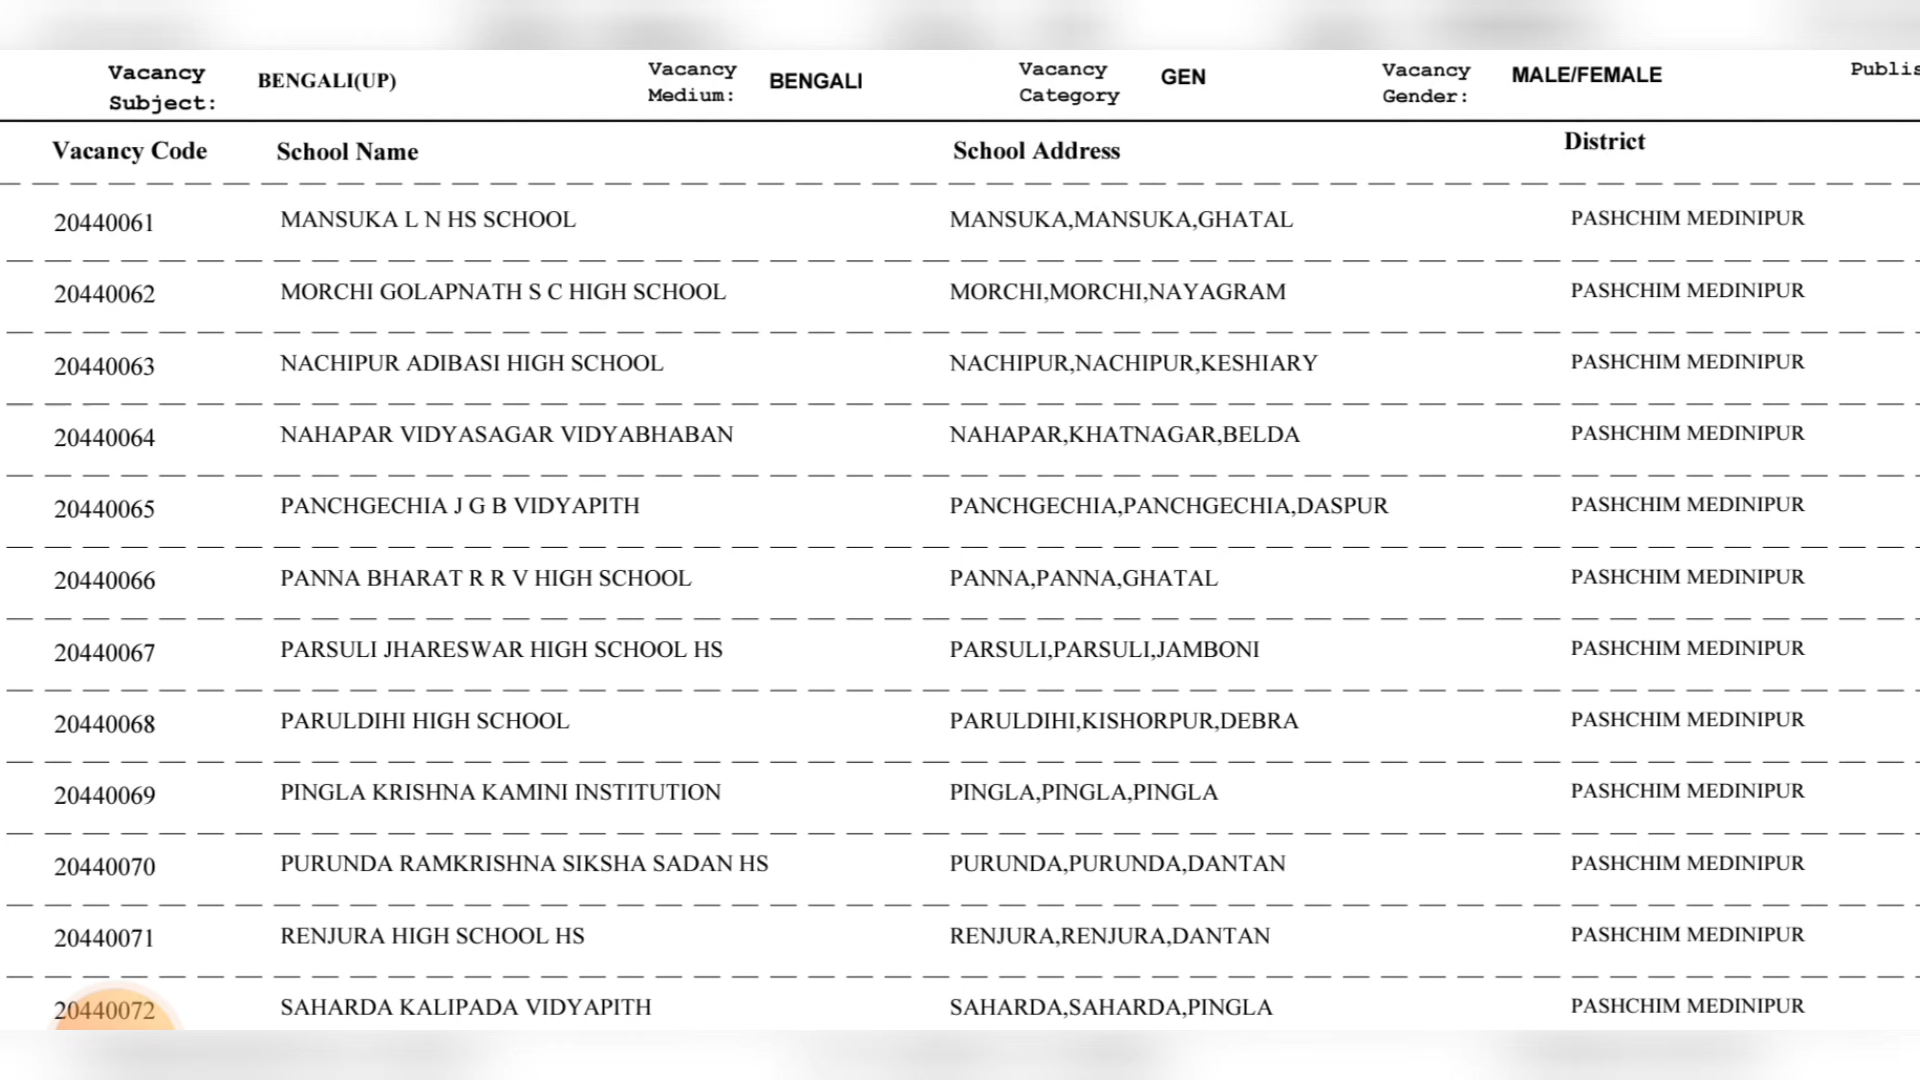 Vacancy Subject: BENGALI(UP) Vacancy Medium: BENGALI Vacancy Category GEN Vacancy Gender: MALE/FEMALE Publis
Vacancy Code School Name School Address District
20440061 MANSUKA L N HS SCHOOL MANSUKA,MANSUKA,GHATAL PASHCHIM MEDINIPUR
20440062 MORCHI GOLAPNATH S C HIGH SCHOOL MORCHI,MORCHI,NAYAGRAM PASHCHIM MEDINIPUR
20440063 NACHIPUR ADIBASI HIGH SCHOOL NACHIPUR,NACHIPUR,KESHIARY PASHCHIM MEDINIPUR
20440064 NAHAPAR VIDYASAGAR VIDYABHABAN NAHAPAR,KHATNAGAR,BELDA PASHCHIM MEDINIPUR
20440065 PANCHGECHIA J G B VIDYAPITH PANCHGECHIA,PANCHGECHIA,DASPUR PASHCHIM MEDINIPUR
20440066 PANNA BHARAT R R V HIGH SCHOOL PANNA,PANNA,GHATAL PASHCHIM MEDINIPUR
20440067 PARSULI JHARESWAR HIGH SCHOOL HS PARSULI,PARSULI,JAMBONI PASHCHIM MEDINIPUR
20440068 PARULDIHI HIGH SCHOOL PARULDIHI,KISHORPUR,DEBRA PASHCHIM MEDINIPUR
20440069 PINGLA KRISHNA KAMINI INSTITUTION PINGLA,PINGLA,PINGLA PASHCHIM MEDINIPUR
20440070 PURUNDA RAMKRISHNA SIKSHA SADAN HS PURUNDA,PURUNDA,DANTAN PASHCHIM MEDINIPUR
20440071 RENJURA HIGH SCHOOL HS RENJURA,RENJURA,DANTAN PASHCHIM MEDINIPUR
20440072 SAHARDA KALIPADA VIDYAPITH SAHARDA,SAHARDA,PINGLA PASHCHIM MEDINIPUR